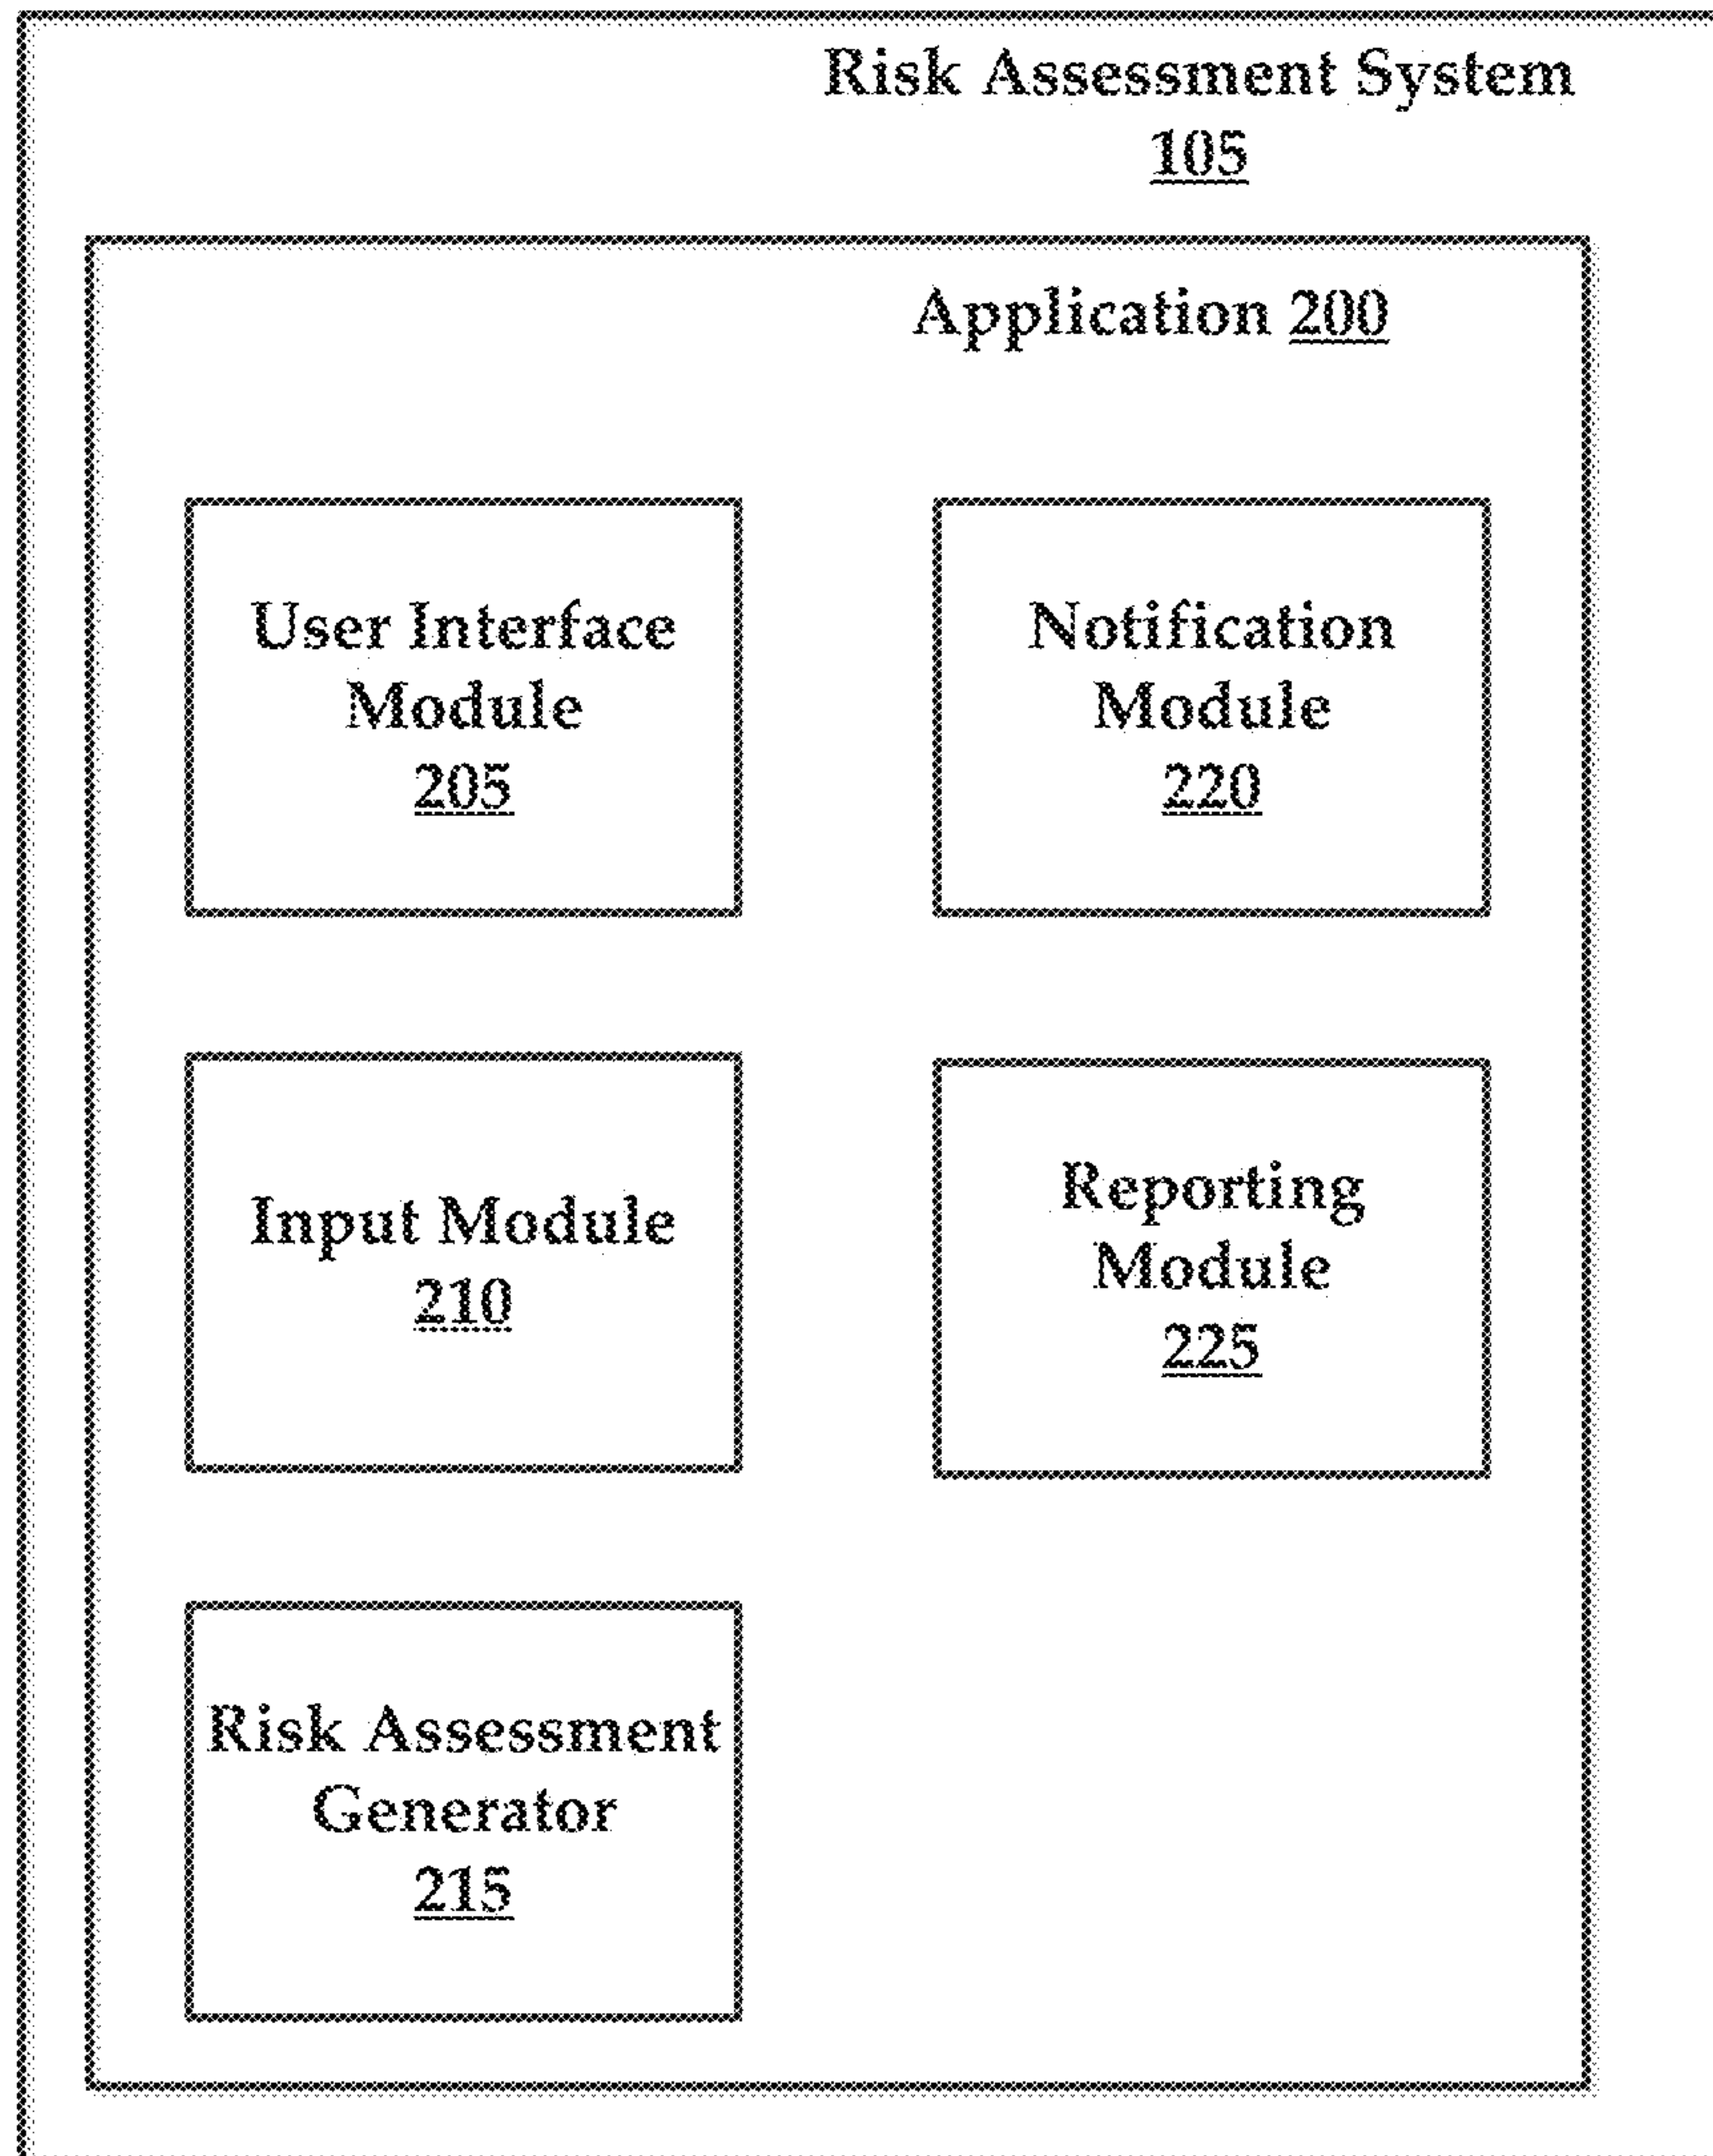 Risk Assessment System
105
Application 200
User Interface
Module
205
Notification
Module
220
Input Module
210
Reporting
Module
225
Risk Assessment
Generator
215